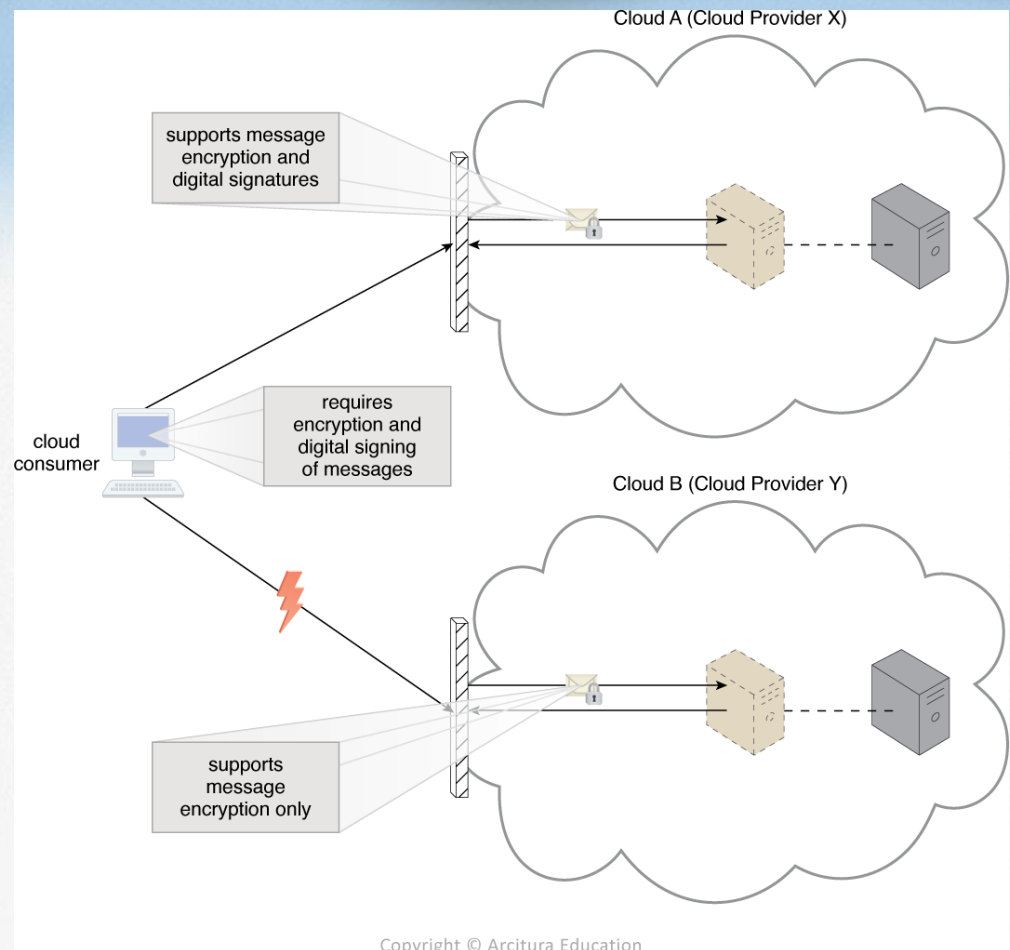 Cloud A (Cloud Provider X)
supports message
encryption and
digital signatures
requires
encryption and
digital signing
of messages
cloud
consumer
Cloud B (Cloud Provider Y)
supports
message
encryption only
Copyright © Arcitura Education